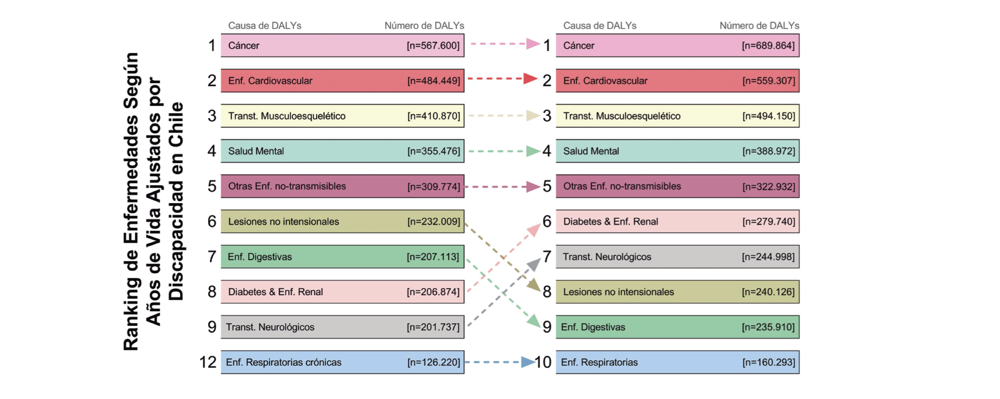 Ranking de Enfermedades Según
Años de Vida Ajustados por
Discapacidad en Chile
Causa de DALYs Número de DALYs
1 Cáncer [n=567.600]
2 Enf. Cardiovascular [n=484.449]
3 Transt. Musculoesquelético [n=410.870]
4 Salud Mental [n=355.476]
5 Otras Enf. no-transmisibles [n=309.774]
6 Lesiones no intensionales [n=232.009]
7 Enf. Digestivas [n=207.113]
8 Diabetes & Enf. Renal [n=206.874]
9 Transt. Neurológicos [n=201.737]
12 Enf. Respiratorias crónicas [n=126.220]
Causa de DALYs Número de DALYs
1 Cáncer [n=689.864]
2 Enf. Cardiovascular [n=559.307]
3 Transt. Musculoesquelético [n=494.150]
4 Salud Mental [n=388.972]
5 Otras Enf. no-transmisibles [n=322.932]
6 Diabetes & Enf. Renal [n=279.740]
7 Transt. Neurológicos [n=244.998]
8 Lesiones no intensionales [n=240.126]
9 Enf. Digestivas [n=235.910]
10 Enf. Respiratorias [n=160.293]